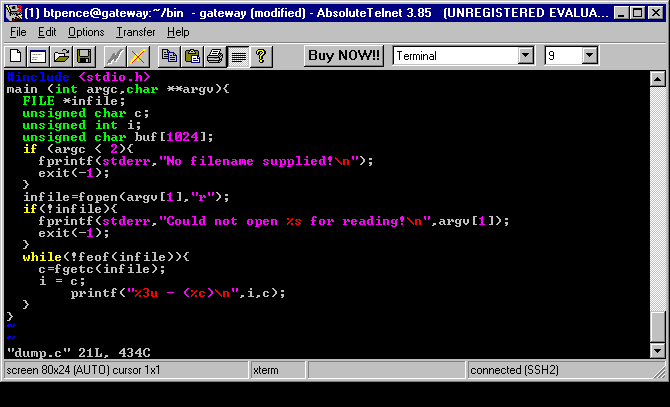 (1) btpence@gateway:~/bin - gateway (modified) - AbsoluteTelnet 3.85 (UNREGISTERED EVALUA...
File Edit Options Transfer Help
Buy NOW!! Terminal 9
#include <stdio.h>
main (int argc,char **argv){
  FILE *infile;
  unsigned char c;
  unsigned int i;
  unsigned char buf[1024];
  if (argc < 2){
    fprintf(stderr,"No filename supplied!\n");
    exit(-1);
  }
  infile=fopen(argv[1],"r");
  if(!infile){
    fprintf(stderr,"Could not open %s for reading!\n",argv[1]);
    exit(-1);
  }
  while(!feof(infile)){
    c=fgetc(infile);
    i = c;
        printf("%3u - (%c)\n",i,c);
  }
}
~
~
"dump.c" 21L, 434C
screen 80x24 (AUTO) cursor 1x1 xterm connected (SSH2)